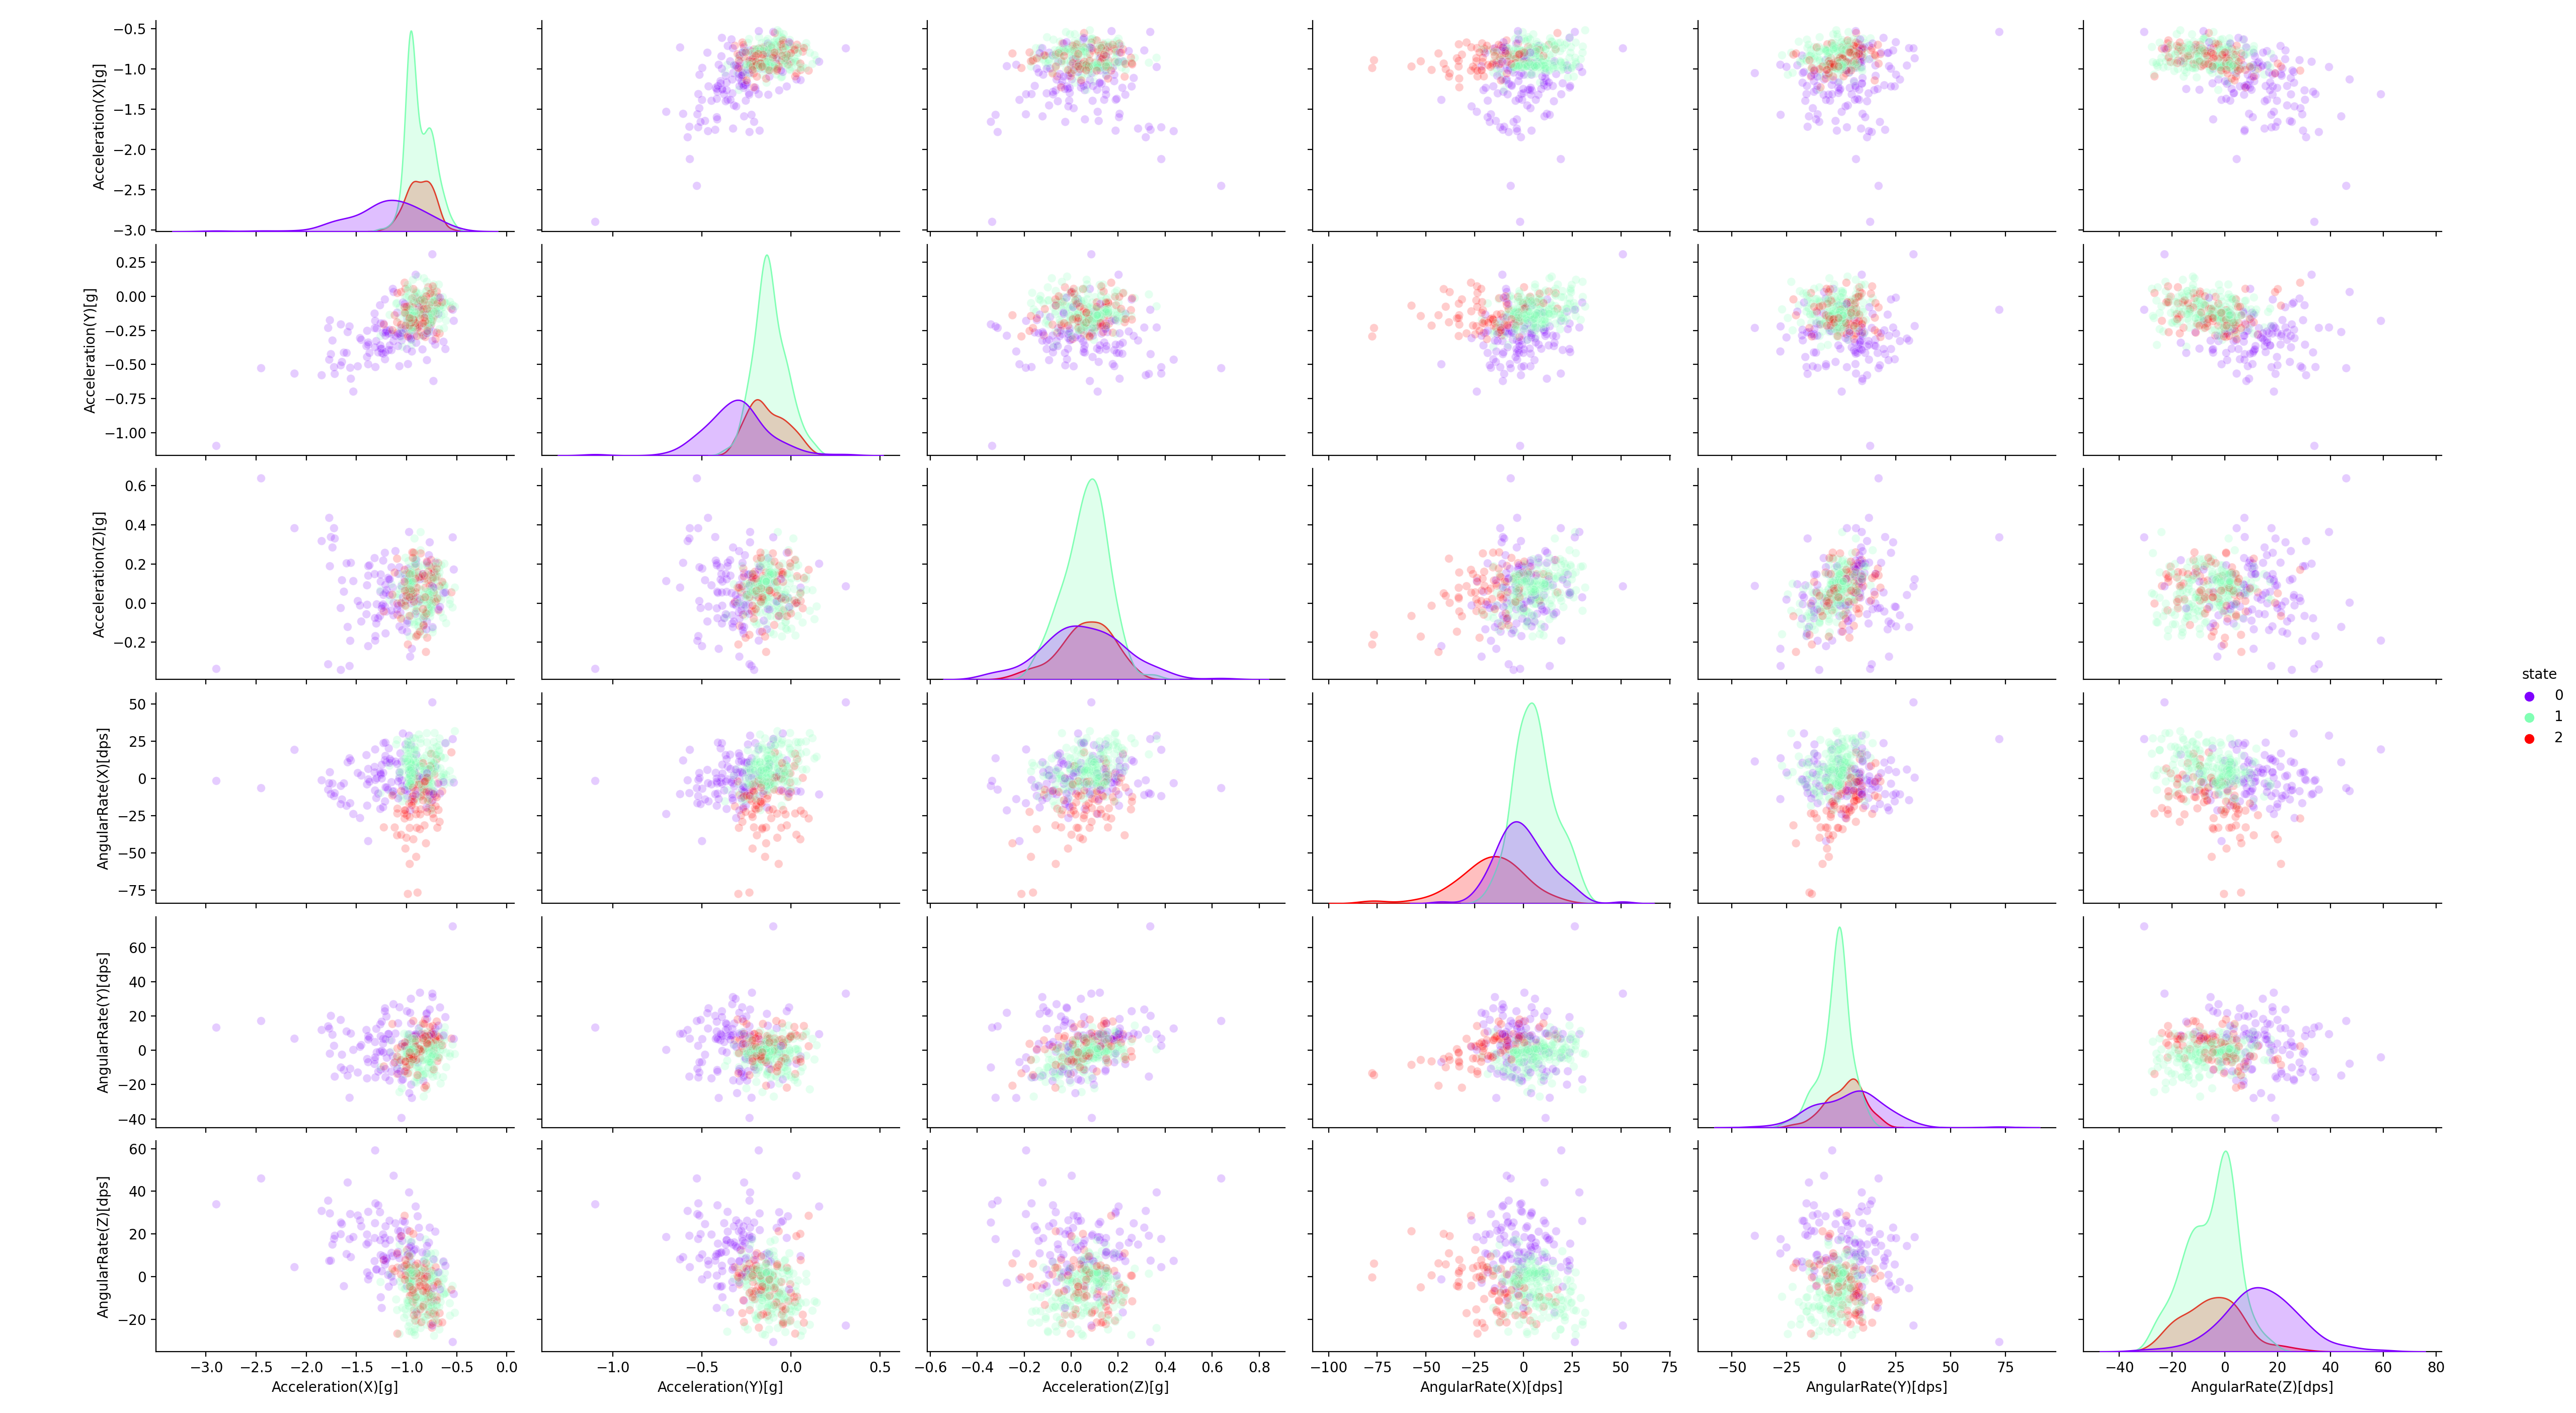 Acceleration(X)[g]
−0.5
−1.0
−1.5
−2.0
−2.5
−3.0
Acceleration(Y)[g]
0.25
0.00
−0.25
−0.50
−0.75
−1.00
Acceleration(Z)[g]
0.6
0.4
0.2
0.0
−0.2
AngularRate(X)[dps]
50
25
0
−25
−50
−75
AngularRate(Y)[dps]
60
40
20
0
−20
−40
AngularRate(Z)[dps]
60
40
20
0
−20
−3.0 −2.5 −2.0 −1.5 −1.0 −0.5 0.0
Acceleration(X)[g]
−1.0 −0.5 0.0 0.5
Acceleration(Y)[g]
−0.6 −0.4 −0.2 0.0 0.2 0.4 0.6 0.8
Acceleration(Z)[g]
−100 −75 −50 −25 0 25 50 75
AngularRate(X)[dps]
−50 −25 0 25 50 75
AngularRate(Y)[dps]
−40 −20 0 20 40 60 80
AngularRate(Z)[dps]
state
0
1
2